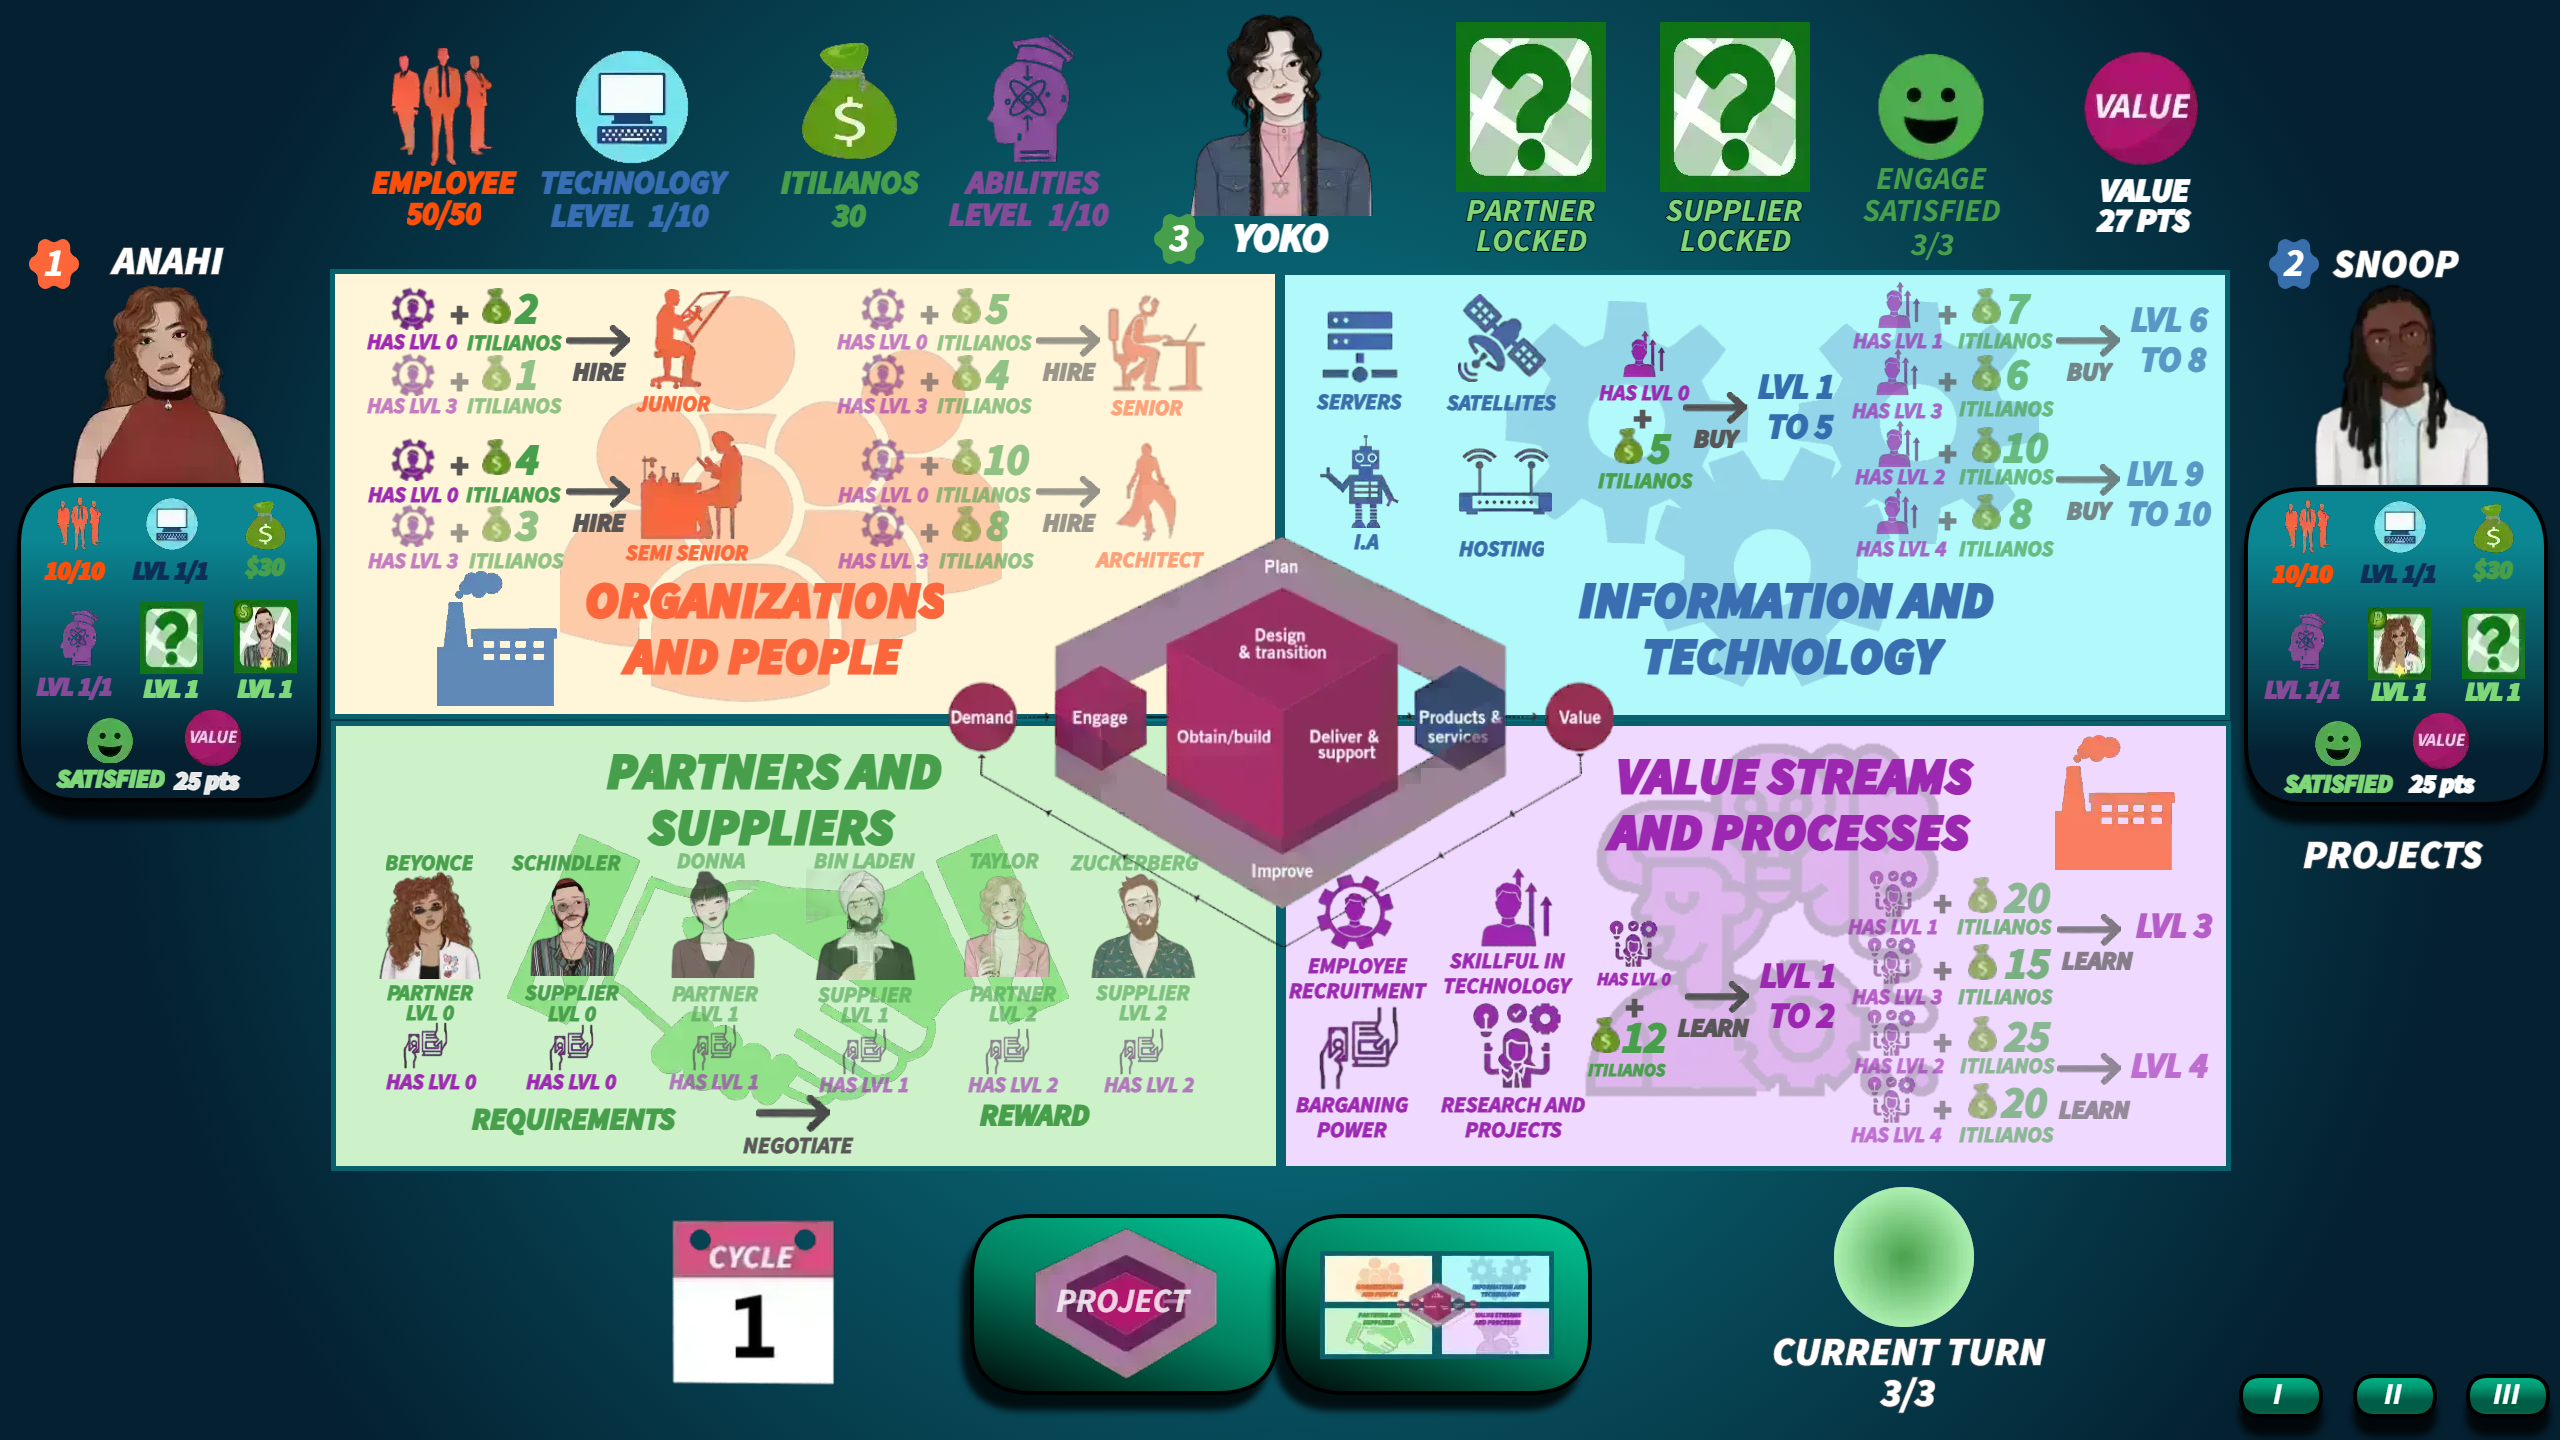 EMPLOYEE
50/50
TECHNOLOGY
LEVEL 1/10
$
ITILIANOS
30
ABILITIES
LEVEL 1/10
3
YOKO
?
PARTNER
LOCKED
?
SUPPLIER
LOCKED
ENGAGE
SATISFIED
3/3
VALUE
VALUE
27 PTS
1
ANAHI
10/10
LVL 1/1
$
$30
LVL 1/1
?
LVL 1
LVL 1
SATISFIED
VALUE
25 pts
2
SNOOP
10/10
LVL 1/1
$
$30
LVL 1/1
LVL 1
?
LVL 1
SATISFIED
VALUE
25 pts
PROJECTS
HAS LVL 0 + 2 ITILIANOS
HAS LVL 3 + 1 ITILIANOS
HIRE
JUNIOR
HAS LVL 0 + 5 ITILIANOS
HAS LVL 3 + 4 ITILIANOS
HIRE
SENIOR
HAS LVL 0 + 4 ITILIANOS
HAS LVL 3 + 3 ITILIANOS
HIRE
SEMI SENIOR
HAS LVL 0 + 10 ITILIANOS
HAS LVL 3 + 8 ITILIANOS
HIRE
ARCHITECT
ORGANIZATIONS
AND PEOPLE
SERVERS
SATELLITES
I.A
HOSTING
HAS LVL 0
+
5
ITILIANOS
BUY
LVL 1
TO 5
HAS LVL 1 + 7 ITILIANOS
HAS LVL 3 + 6 ITILIANOS
BUY
LVL 6
TO 8
HAS LVL 2 + 10 ITILIANOS
HAS LVL 4 + 8 ITILIANOS
BUY
LVL 9
TO 10
INFORMATION AND
TECHNOLOGY
Plan
Design
& transition
Demand
Engage
Obtain/build
Deliver &
support
Products &
services
Value
Improve
PARTNERS AND
SUPPLIERS
BEYONCE
PARTNER
LVL 0
HAS LVL 0
SCHINDLER
SUPPLIER
LVL 0
HAS LVL 0
DONNA
PARTNER
LVL 1
HAS LVL 1
BIN LADEN
SUPPLIER
LVL 1
HAS LVL 1
TAYLOR
PARTNER
LVL 2
HAS LVL 2
ZUCKERBERG
SUPPLIER
LVL 2
HAS LVL 2
REQUIREMENTS
NEGOTIATE
REWARD
VALUE STREAMS
AND PROCESSES
EMPLOYEE
RECRUITMENT
SKILLFUL IN
TECHNOLOGY
BARGANING
POWER
RESEARCH AND
PROJECTS
HAS LVL 0
+
12
ITILIANOS
LEARN
LVL 1
TO 2
HAS LVL 1 + 20 ITILIANOS
HAS LVL 3 + 15 ITILIANOS
LEARN
LVL 3
HAS LVL 2 + 25 ITILIANOS
HAS LVL 4 + 20 ITILIANOS
LEARN
LVL 4
CYCLE
1
PROJECT
ORGANIZATIONS
AND PEOPLE
INFORMATION AND
TECHNOLOGY
PARTNERS AND
SUPPLIERS
VALUE STREAMS
AND PROCESSES
CURRENT TURN
3/3
I
II
III